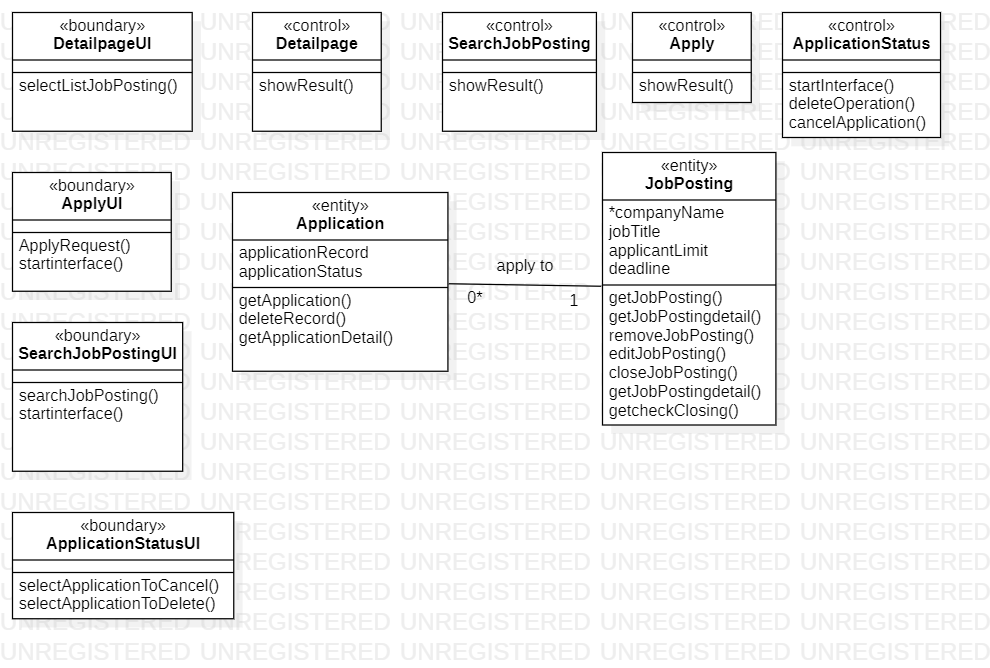 «boundary»
DetailpageUI
selectListJobPosting()
«control»
Detailpage
showResult()
«control»
SearchJobPosting
showResult()
«control»
Apply
showResult()
«control»
ApplicationStatus
startInterface()
deleteOperation()
cancelApplication()
«boundary»
ApplyUI
ApplyRequest()
startinterface()
«entity»
Application
applicationRecord
applicationStatus
getApplication()
deleteRecord()
getApplicationDetail()
apply to
0*
1
«entity»
JobPosting
*companyName
jobTitle
applicantLimit
deadline
getJobPosting()
getJobPostingdetail()
removeJobPosting()
editJobPosting()
closeJobPosting()
getJobPostingdetail()
getcheckClosing()
«boundary»
SearchJobPostingUI
searchJobPosting()
startinterface()
«boundary»
ApplicationStatusUI
selectApplicationToCancel()
selectApplicationToDelete()
UNREGISTERED UNREGISTERED UNREGISTERED UNREGISTERED UNREGISTERED